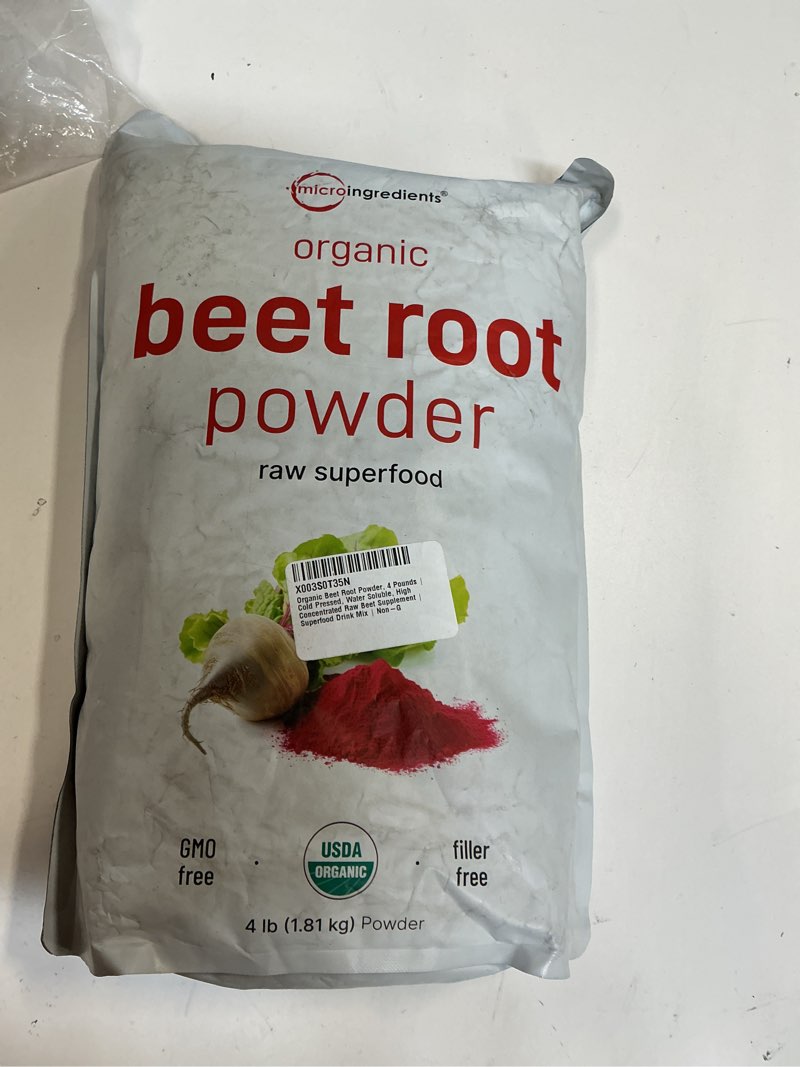 microingredients®
organic
beet root
powder
raw superfood
X003S0T35N
Organic Beet Root Powder, 4 Pounds |
Cold Pressed, Water Soluble, High
Concentrated Raw Beet Supplement |
Superfood Drink Mix | Non-G
GMO
free
USDA
ORGANIC
filler
free
4 lb (1.81 kg) Powder